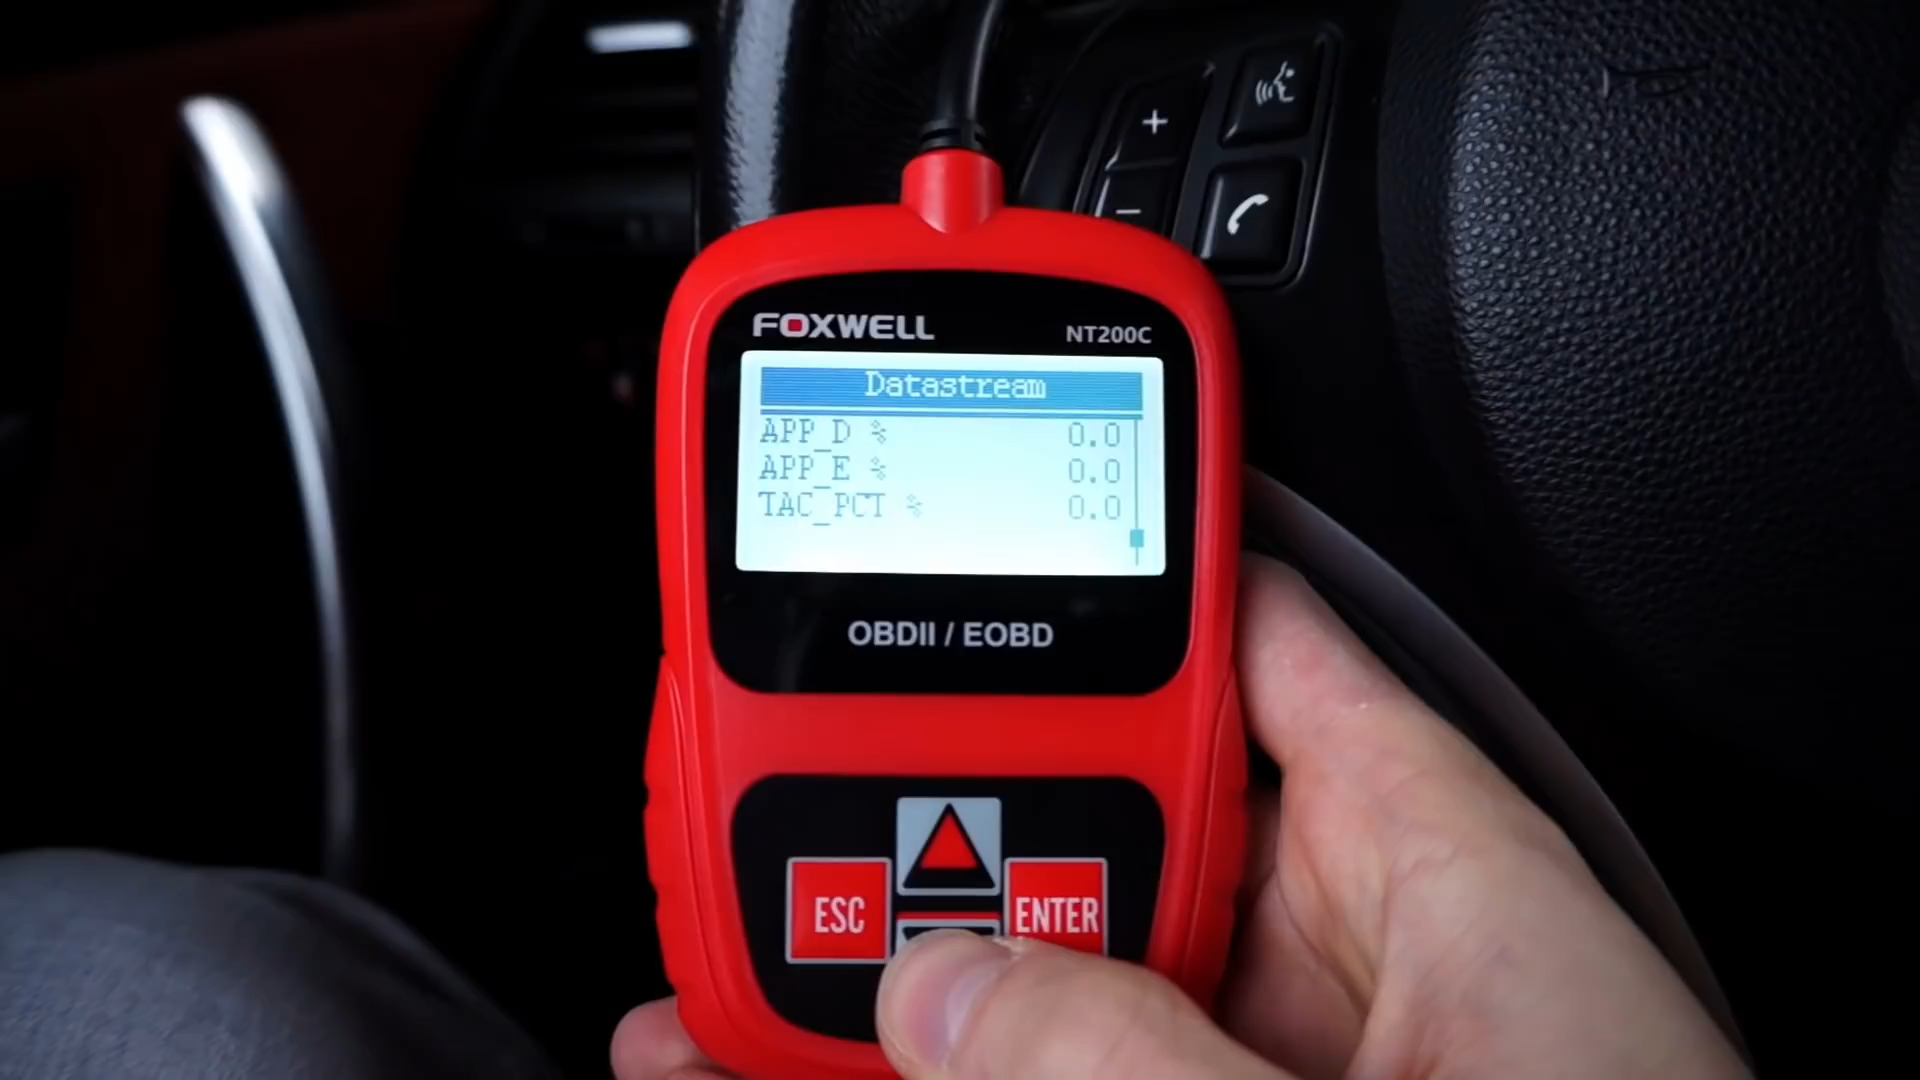 +
−
FOXWELL
NT200C
Datastream
APP_D % 0.0
APP_E % 0.0
TAC_PCT % 0.0
OBDII / EOBD
ESC
ENTER